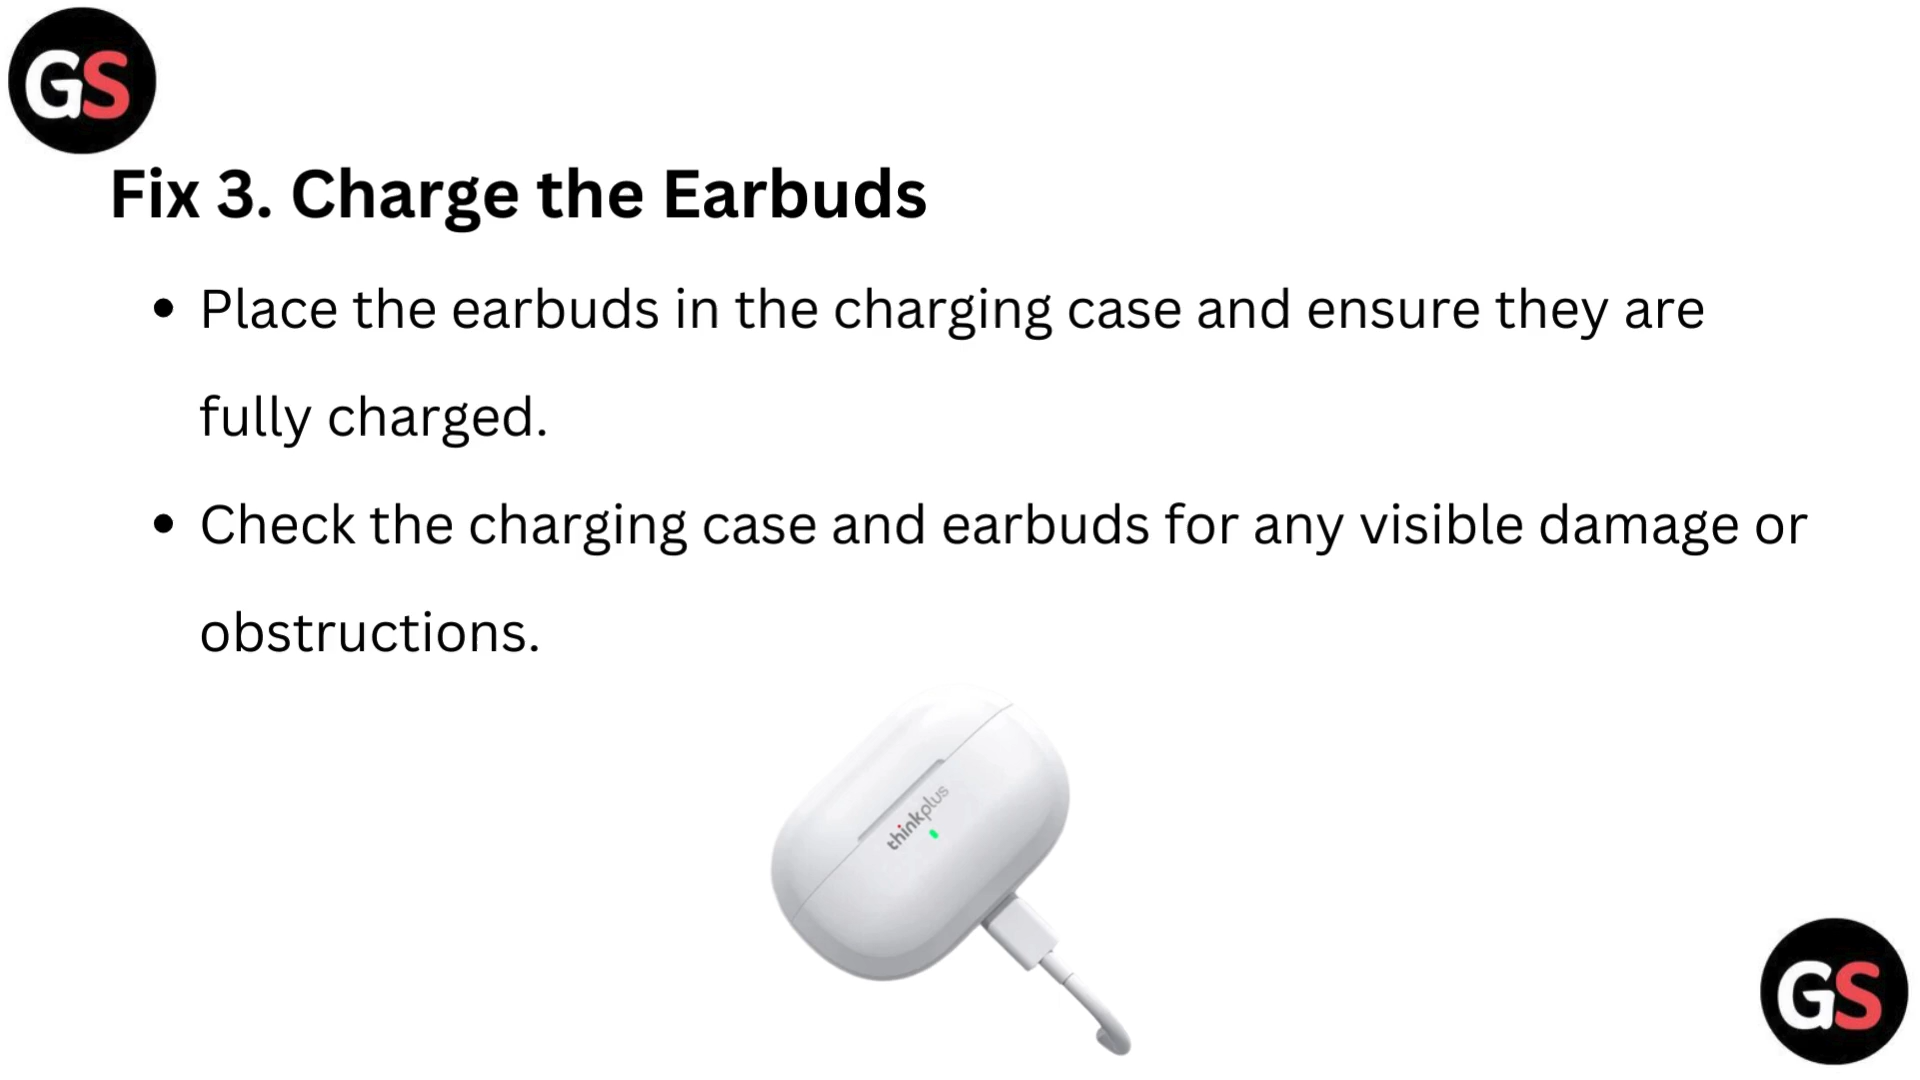 GS
Fix 3. Charge the Earbuds
• Place the earbuds in the charging case and ensure they are
fully charged.
• Check the charging case and earbuds for any visible damage or
obstructions.
thinkplus
GS